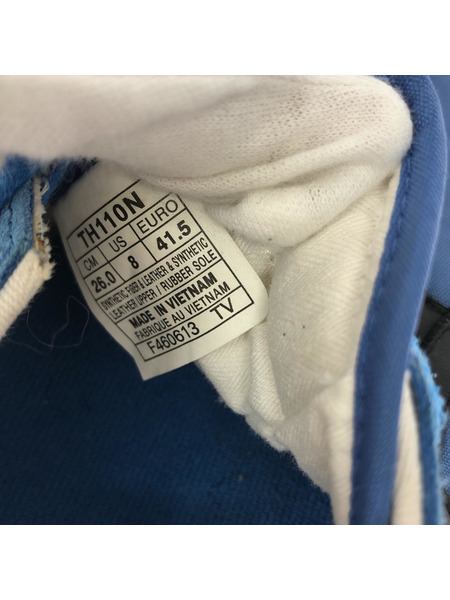 TH110N
CM US EURO
26.0 8 41.5
SYNTHETIC FIBER & LEATHER & SYNTHETIC
LEATHER UPPER / RUBBER SOLE
MADE IN VIETNAM
FABRIQUE AU VIETNAM
F460613 TV